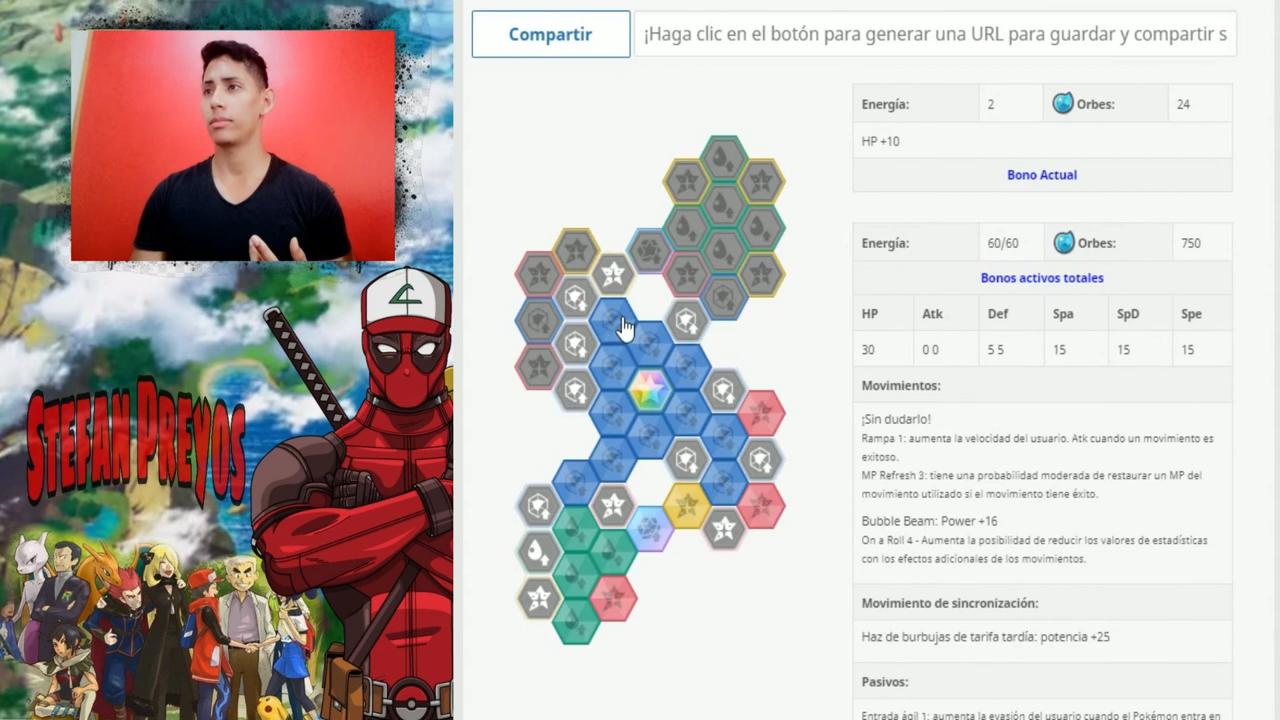 Compartir
¡Haga clic en el botón para generar una URL para guardar y compartir s
Energía: 2 Orbes: 24
HP +10
Bono Actual
Energía: 60/60 Orbes: 750
Bonos activos totales
HP Atk Def Spa SpD Spe
30 0 0 5 5 15 15 15
Movimientos:
¡Sin dudarlo!
Rampa 1: aumenta la velocidad del usuario. Atk cuando un movimiento es
exitoso.
MP Refresh 3: tiene una probabilidad moderada de restaurar un MP del
movimiento utilizado si el movimiento tiene éxito.
Bubble Beam: Power +16
On a Roll 4 - Aumenta la posibilidad de reducir los valores de estadísticas
con los efectos adicionales de los movimientos.
Movimiento de sincronización:
Haz de burbujas de tarifa tardía: potencia +25
Pasivos:
Entrada ágil 1: aumenta la evasión del usuario cuando el Pokémon entra en
STEFAN PREYOS